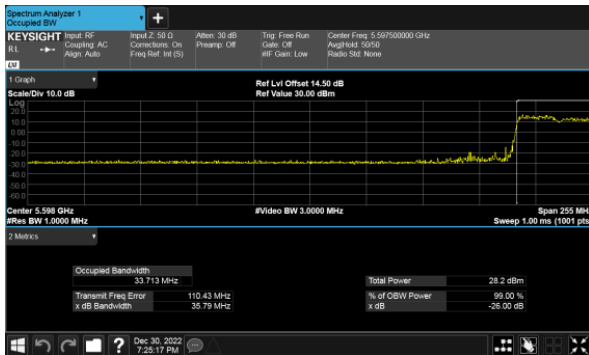 Spectrum Analyzer 1
Occupied BW
+
KEYSIGHT
RL
LXI
Input: RF
Coupling: AC
Align: Auto
Input Z: 50 Ω
Corrections: On
Freq Ref: Int (S)
Atten: 30 dB
Preamp: Off
Trig: Free Run
Gate: Off
#IF Gain: Low
Center Freq: 5.597500000 GHz
Avg|Hold: 50/50
Radio Std: None
1 Graph
Scale/Div 10.0 dB
Ref Lvl Offset 14.50 dB
Ref Value 30.00 dBm
Log
20.0
10.0
0.00
-10.0
-20.0
-30.0
-40.0
-50.0
-60.0
Center 5.598 GHz
#Video BW 3.0000 MHz
Span 255 MH
#Res BW 1.0000 MHz
Sweep 1.00 ms (1001 pts
2 Metrics
Occupied Bandwidth
33.713 MHz
Total Power 28.2 dBm
Transmit Freq Error 110.43 MHz
% of OBW Power 99.00 %
x dB Bandwidth 35.79 MHz
x dB -26.00 dB
?
Dec 30, 2022
7:25:17 PM